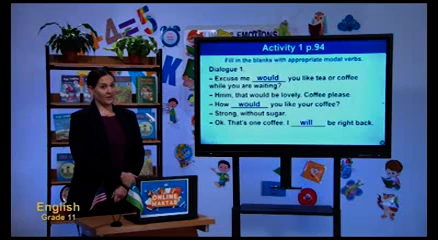 Activity 1 p.94
Fill in the blanks with appropriate modal verbs.
Dialogue 1.
– Excuse me would you like tea or coffee
while you are waiting?
– Hmm, that would be lovely. Coffee please.
– How would you like your coffee?
– Strong, without sugar.
– Ok. That's one coffee. I will be right back.
EMOTIONS
ONLINE
MAKTAB
English
Grade 11